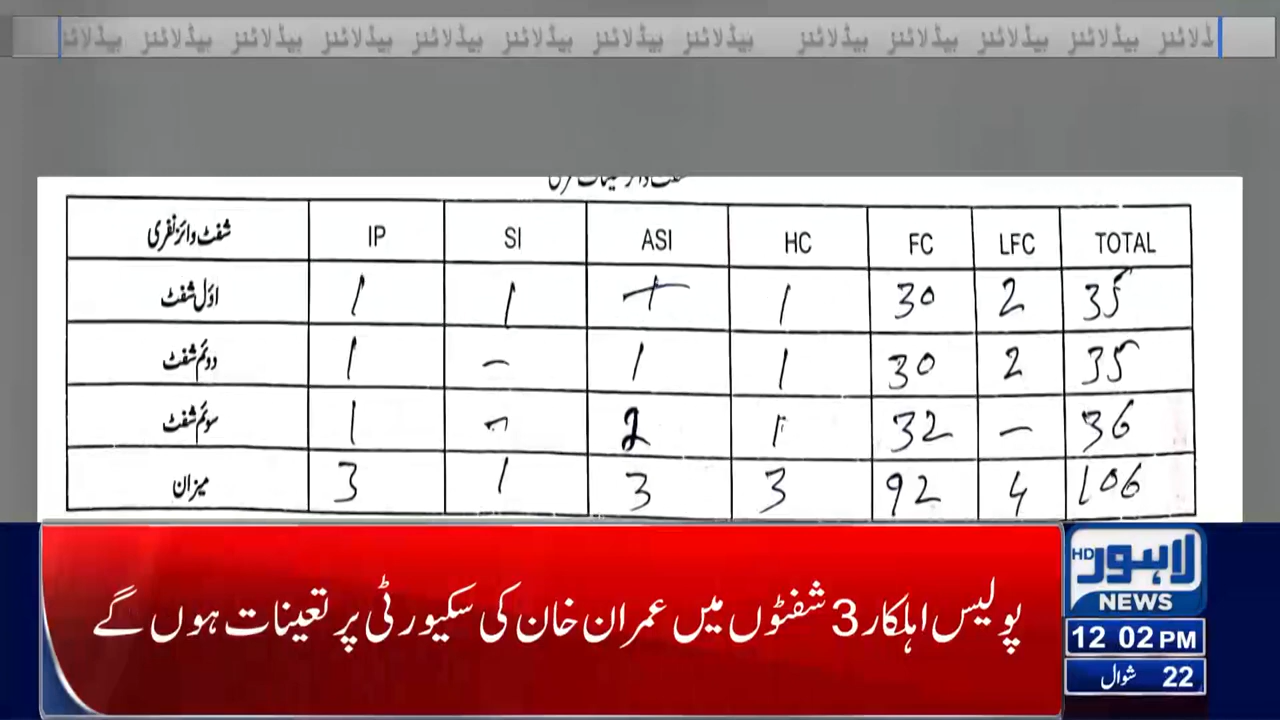 ہیڈلائنز ہیڈلائنز ہیڈلائنز ہیڈلائنز ہیڈلائنز ہیڈلائنز ہیڈلائنز ہیڈلائنز ہیڈلائنز ہیڈلائنز ہیڈلائنز
شفٹ وائز نفری IP SI ASI HC FC LFC TOTAL
اوّل شفٹ 1 1 1 1 30 2 35
دوئم شفٹ 1 - 1 1 30 2 35
سوئم شفٹ 1 - 2 1 32 - 36
میزان 3 1 3 3 92 4 106
پولیس اہلکار 3 شفٹوں میں عمران خان کی سکیورٹی پر تعینات ہوں گے
HD لاہور
NEWS
12 02 PM
22 شوال